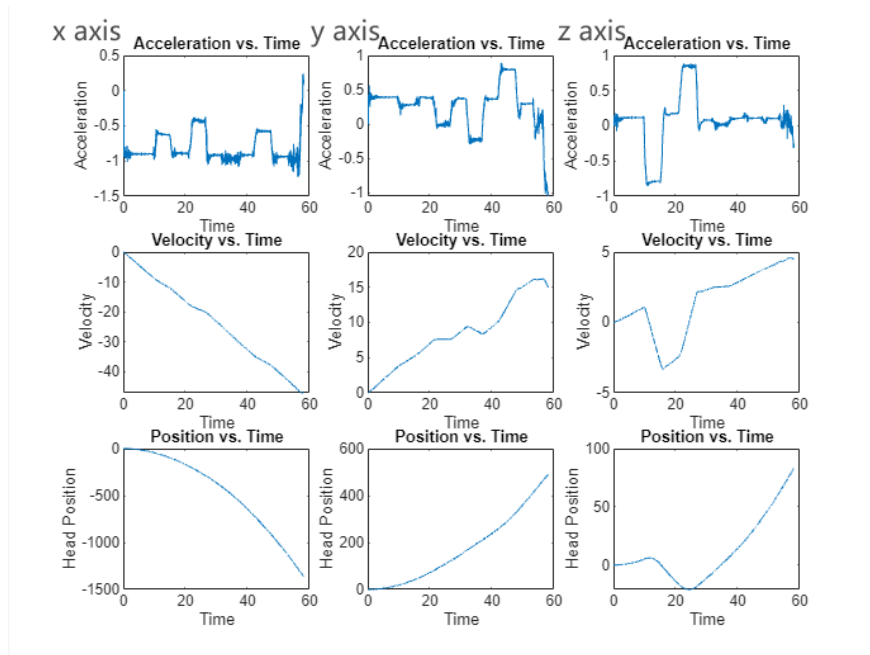 x axis y axis z axis
Acceleration vs. Time Acceleration vs. Time Acceleration vs. Time
Acceleration
0.5
0
-0.5
-1
-1.5
0 20 40 60
Time
Acceleration
1
0.5
0
-0.5
-1
0 20 40 60
Time
Acceleration
1
0.5
0
-0.5
-1
0 20 40 60
Time
Velocity vs. Time Velocity vs. Time Velocity vs. Time
Velocity
0
-10
-20
-30
-40
0 20 40 60
Time
Velocity
20
15
10
5
0
0 20 40 60
Time
Velocity
5
0
-5
0 20 40 60
Time
Position vs. Time Position vs. Time Position vs. Time
Head Position
0
-500
-1000
-1500
0 20 40 60
Time
Head Position
600
400
200
0
0 20 40 60
Time
Head Position
100
50
0
0 20 40 60
Time